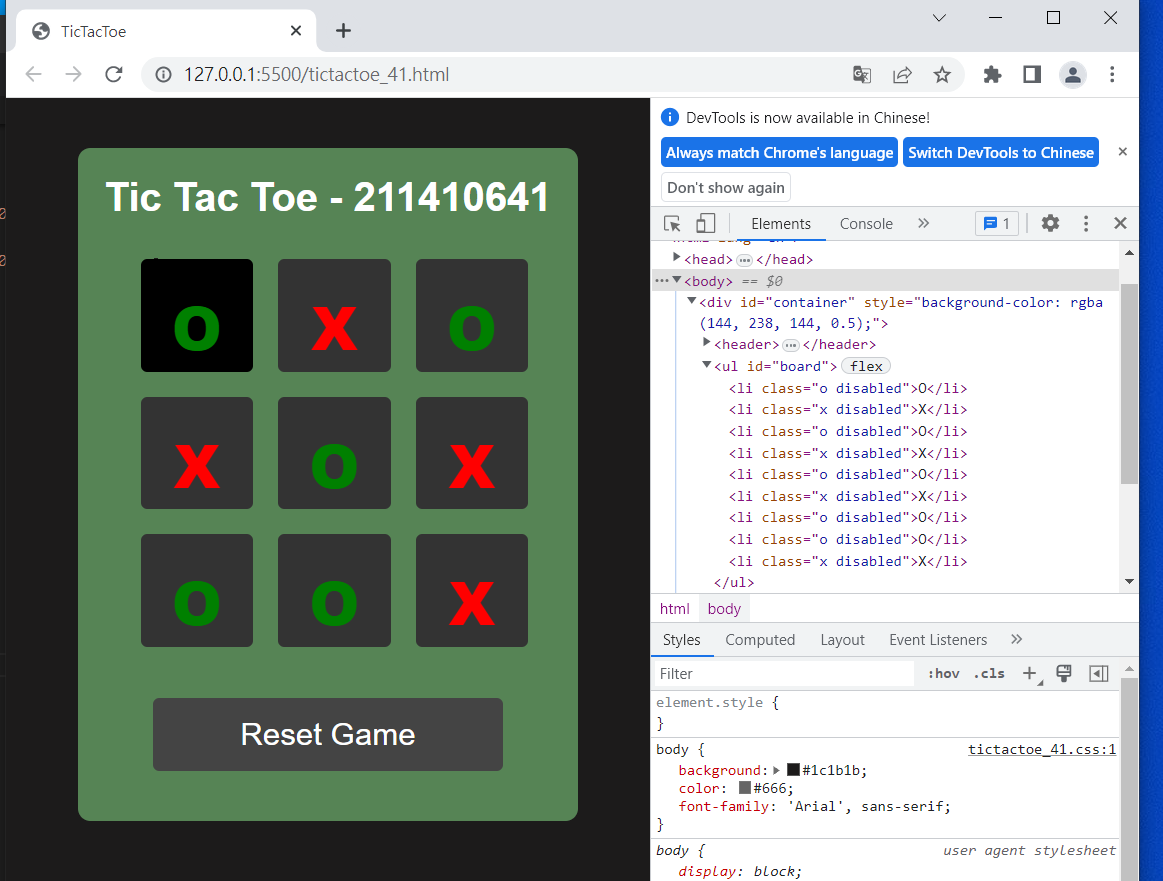 TicTacToe
127.0.0.1:5500/tictactoe_41.html
Tic Tac Toe - 211410641
O X O
X O X
O O X
Reset Game
DevTools is now available in Chinese!
Always match Chrome's language
Switch DevTools to Chinese
Don't show again
Elements
Console
1
<head>…</head>
<body> == $0
<div id="container" style="background-color: rgba
(144, 238, 144, 0.5);">
<header>…</header>
<ul id="board"> flex
<li class="o disabled">O</li>
<li class="x disabled">X</li>
<li class="o disabled">O</li>
<li class="x disabled">X</li>
<li class="o disabled">O</li>
<li class="x disabled">X</li>
<li class="o disabled">O</li>
<li class="o disabled">O</li>
<li class="x disabled">X</li>
</ul>
html body
Styles Computed Layout Event Listeners
Filter :hov .cls
element.style {
}
body { tictactoe_41.css:1
background: #1c1b1b;
color: #666;
font-family: 'Arial', sans-serif;
}
body { user agent stylesheet
display: block;